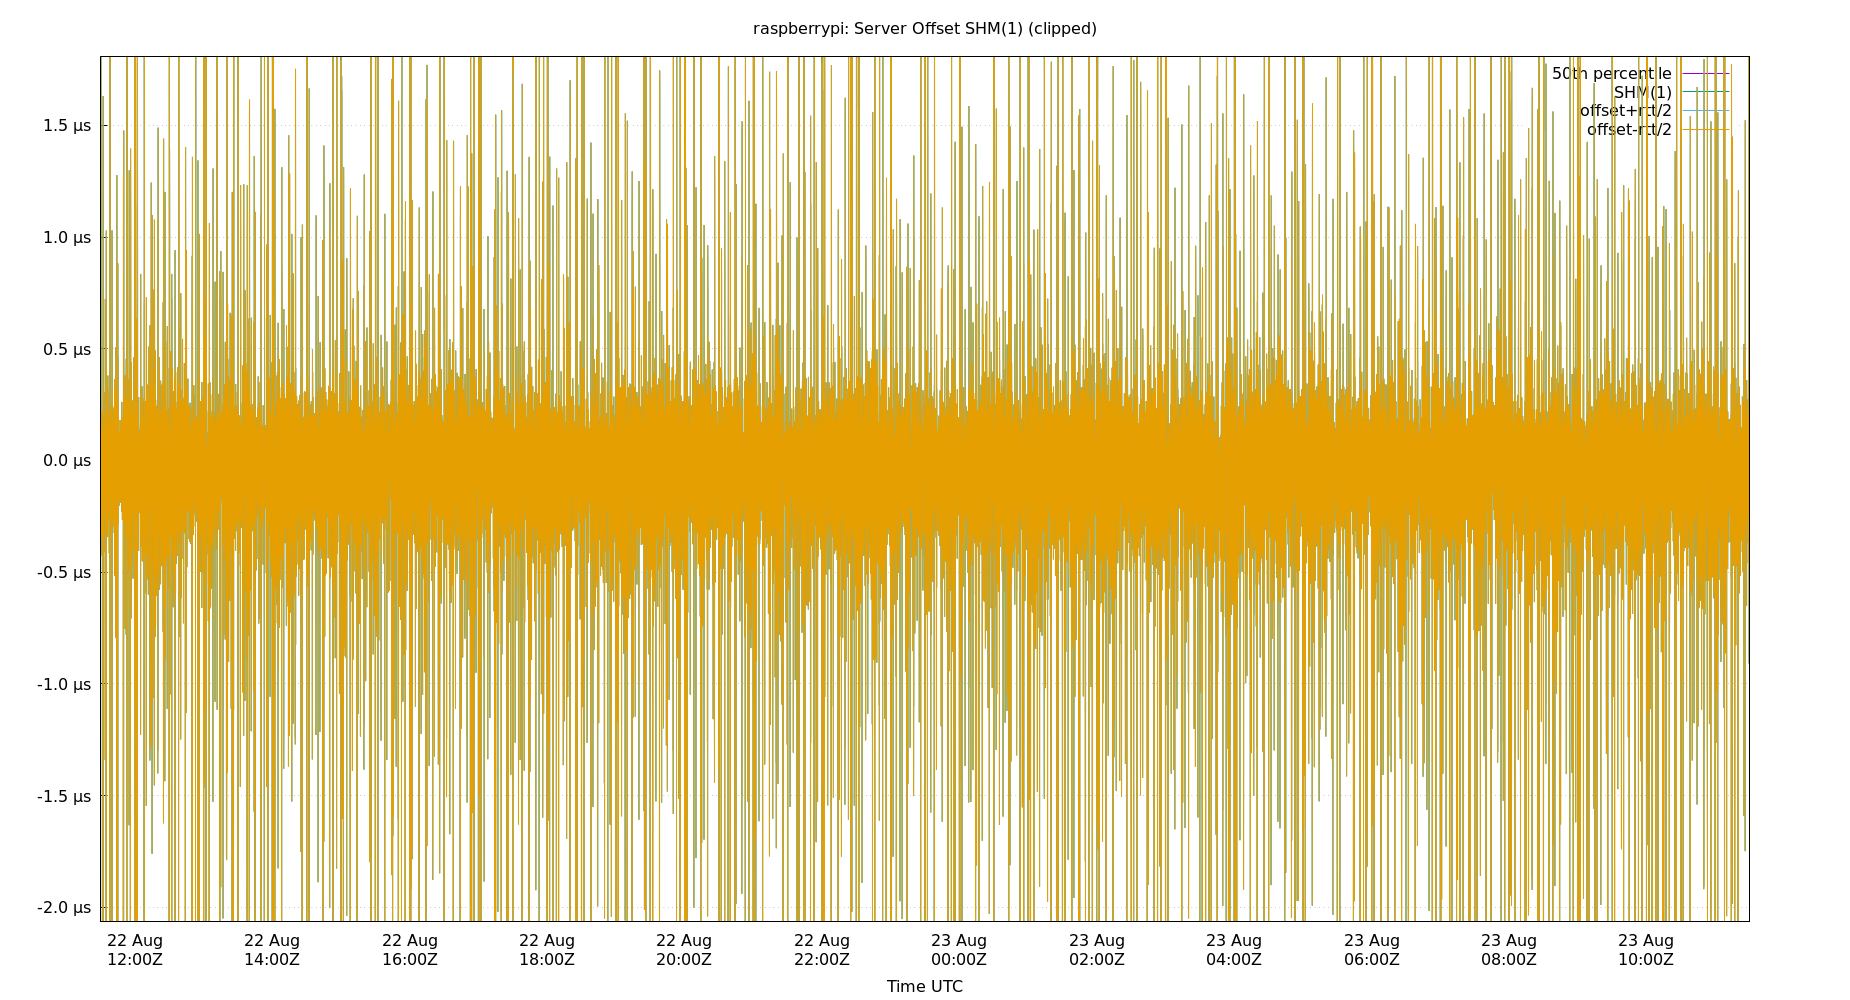 raspberrypi: Server Offset SHM(1) (clipped)
50th percentile
SHM(1)
offset+rtt/2
offset-rtt/2
1.5 µs
1.0 µs
0.5 µs
0.0 µs
-0.5 µs
-1.0 µs
-1.5 µs
-2.0 µs
22 Aug 22 Aug 22 Aug 22 Aug 22 Aug 22 Aug 23 Aug 23 Aug 23 Aug 23 Aug 23 Aug 23 Aug
12:00Z 14:00Z 16:00Z 18:00Z 20:00Z 22:00Z 00:00Z 02:00Z 04:00Z 06:00Z 08:00Z 10:00Z
Time UTC